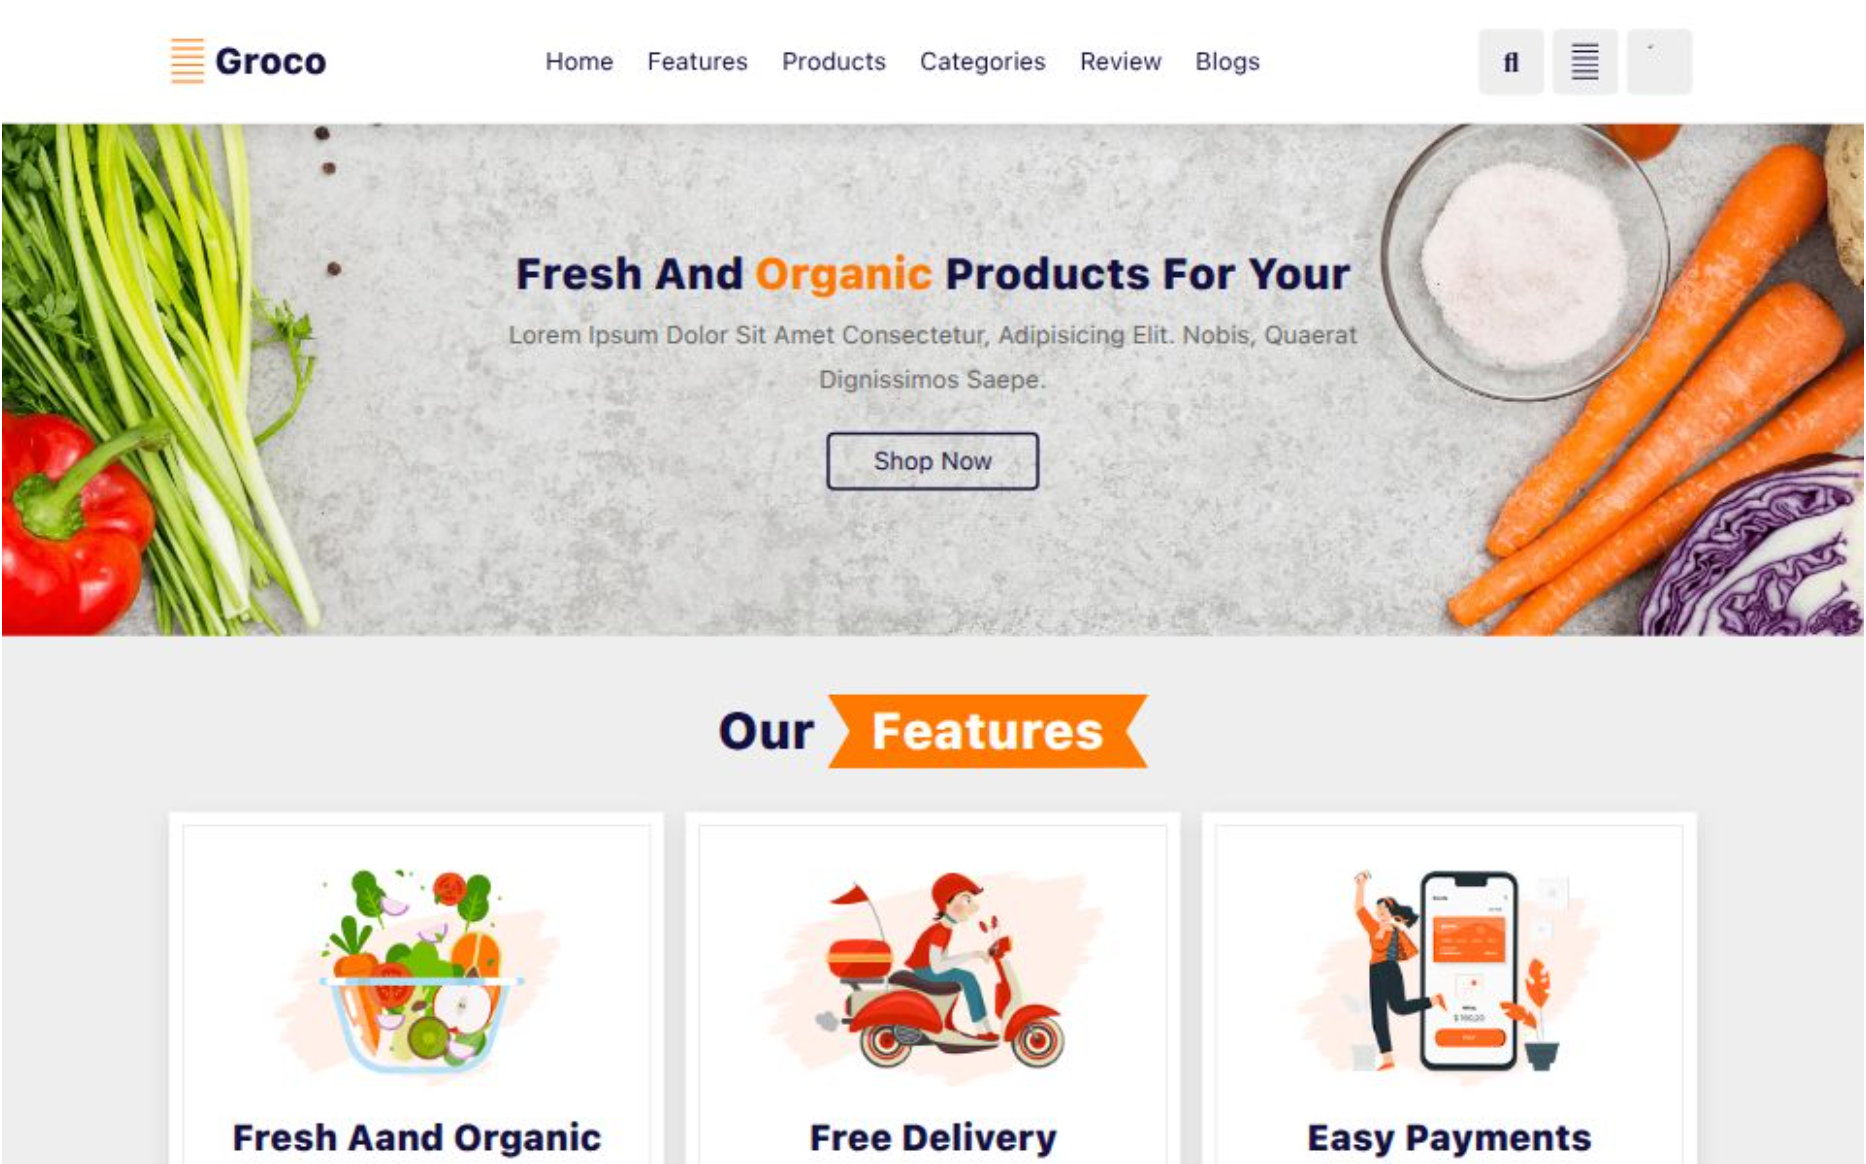 Groco
Home Features Products Categories Review Blogs
Fresh And Organic Products For Your
Lorem Ipsum Dolor Sit Amet Consectetur, Adipisicing Elit. Nobis, Quaerat
Dignissimos Saepe.
Shop Now
Our Features
Fresh Aand Organic
Free Delivery
Easy Payments